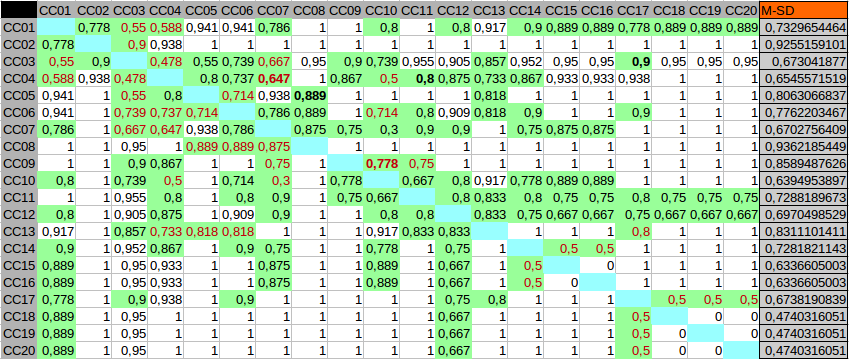 CC01 CC02 CC03 CC04 CC05 CC06 CC07 CC08 CC09 CC10 CC11 CC12 CC13 CC14 CC15 CC16 CC17 CC18 CC19 CC20 M-SD
CC01 0,778 0,55 0,588 0,941 0,941 0,786 1 1 0,8 1 0,8 0,917 0,9 0,889 0,889 0,778 0,889 0,889 0,889 0,7329654464
CC02 0,778 0,9 0,938 1 1 1 1 1 1 1 1 1 1 1 1 1 1 1 1 0,9255159101
CC03 0,55 0,9 0,478 0,55 0,739 0,667 0,95 0,9 0,739 0,955 0,905 0,857 0,952 0,95 0,95 0,9 0,95 0,95 0,95 0,673041877
CC04 0,588 0,938 0,478 0,8 0,737 0,647 1 0,867 0,5 0,8 0,875 0,733 0,867 0,933 0,933 0,938 1 1 1 0,6545571519
CC05 0,941 1 0,55 0,8 0,714 0,938 0,889 1 1 1 1 0,818 1 1 1 1 1 1 1 0,8063066837
CC06 0,941 1 0,739 0,737 0,714 0,786 0,889 1 0,714 0,8 0,909 0,818 0,9 1 1 0,9 1 1 1 0,7762203467
CC07 0,786 1 0,667 0,647 0,938 0,786 0,875 0,75 0,3 0,9 0,9 1 0,75 0,875 0,875 1 1 1 1 0,6702756409
CC08 1 1 0,95 1 0,889 0,889 0,875 1 1 1 1 1 1 1 1 1 1 1 1 0,9362185449
CC09 1 1 0,9 0,867 1 1 0,75 1 0,778 0,75 1 1 1 1 1 1 1 1 1 0,8589487626
CC10 0,8 1 0,739 0,5 1 0,714 0,3 1 0,778 0,667 0,8 0,917 0,778 0,889 0,889 1 1 1 1 0,6394953897
CC11 1 1 0,955 0,8 1 0,8 0,9 1 0,75 0,667 0,8 0,833 0,8 0,75 0,75 0,8 0,75 0,75 0,75 0,7288189673
CC12 0,8 1 0,905 0,875 1 0,909 0,9 1 1 0,8 0,8 0,833 0,75 0,667 0,667 0,75 0,667 0,667 0,667 0,6970498529
CC13 0,917 1 0,857 0,733 0,818 0,818 1 1 1 0,917 0,833 0,833 1 1 1 0,8 1 1 1 0,8311101411
CC14 0,9 1 0,952 0,867 1 0,9 0,75 1 1 0,778 1 0,75 1 0,5 0,5 1 1 1 1 0,7281821143
CC15 0,889 1 0,95 0,933 1 1 0,875 1 1 0,889 1 0,667 1 0,5 0 1 1 1 1 0,6336605003
CC16 0,889 1 0,95 0,933 1 1 0,875 1 1 0,889 1 0,667 1 0,5 0 1 1 1 1 0,6336605003
CC17 0,778 1 0,9 0,938 1 0,9 1 1 1 1 1 0,75 0,8 1 1 1 0,5 0,5 0,5 0,6738190839
CC18 0,889 1 0,95 1 1 1 1 1 1 1 1 0,667 1 1 1 1 0,5 0 0 0,4740316051
CC19 0,889 1 0,95 1 1 1 1 1 1 1 1 0,667 1 1 1 1 0,5 0 0 0,4740316051
CC20 0,889 1 0,95 1 1 1 1 1 1 1 1 0,667 1 1 1 1 0,5 0 0 0,4740316051